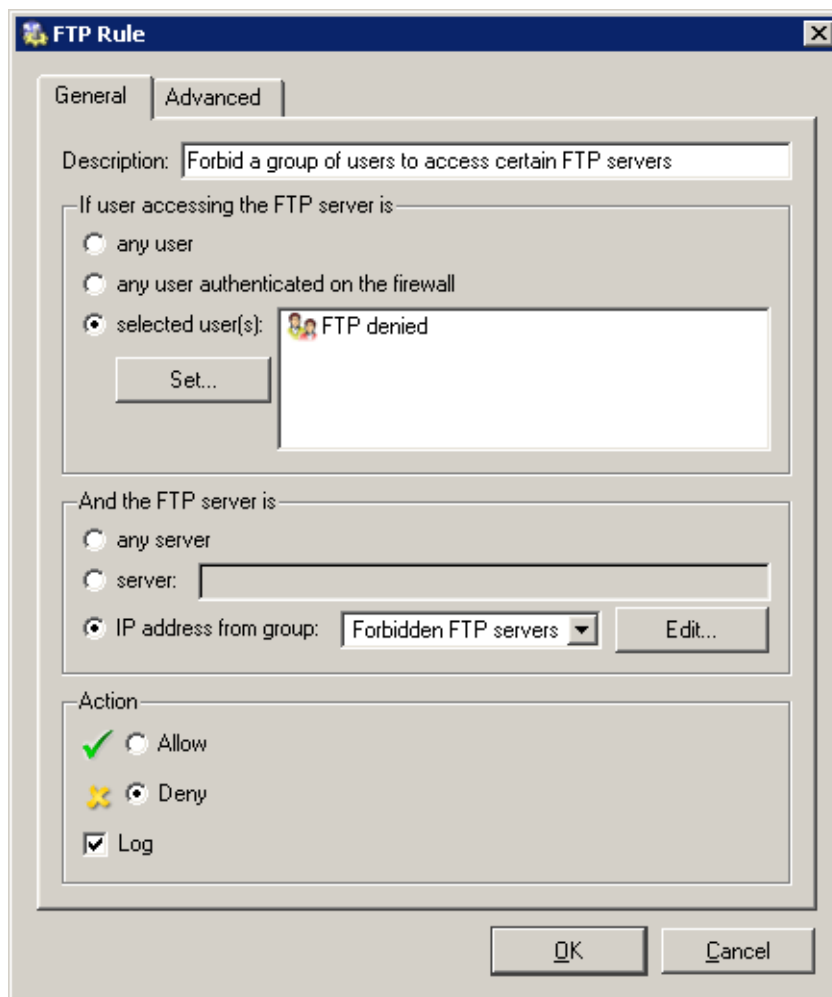 FTP Rule
General Advanced
Description: Forbid a group of users to access certain FTP servers
If user accessing the FTP server is
any user
any user authenticated on the firewall
selected user(s): FTP denied
Set...
And the FTP server is
any server
server:
IP address from group: Forbidden FTP servers Edit...
Action
Allow
Deny
Log
OK Cancel